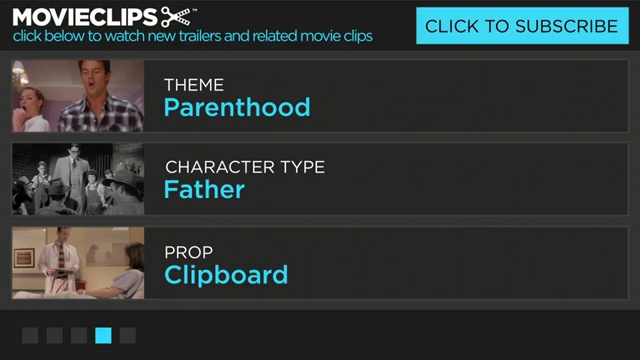 MOVIECLIPS™
click below to watch new trailers and related movie clips
CLICK TO SUBSCRIBE
THEME
Parenthood
CHARACTER TYPE
Father
PROP
Clipboard